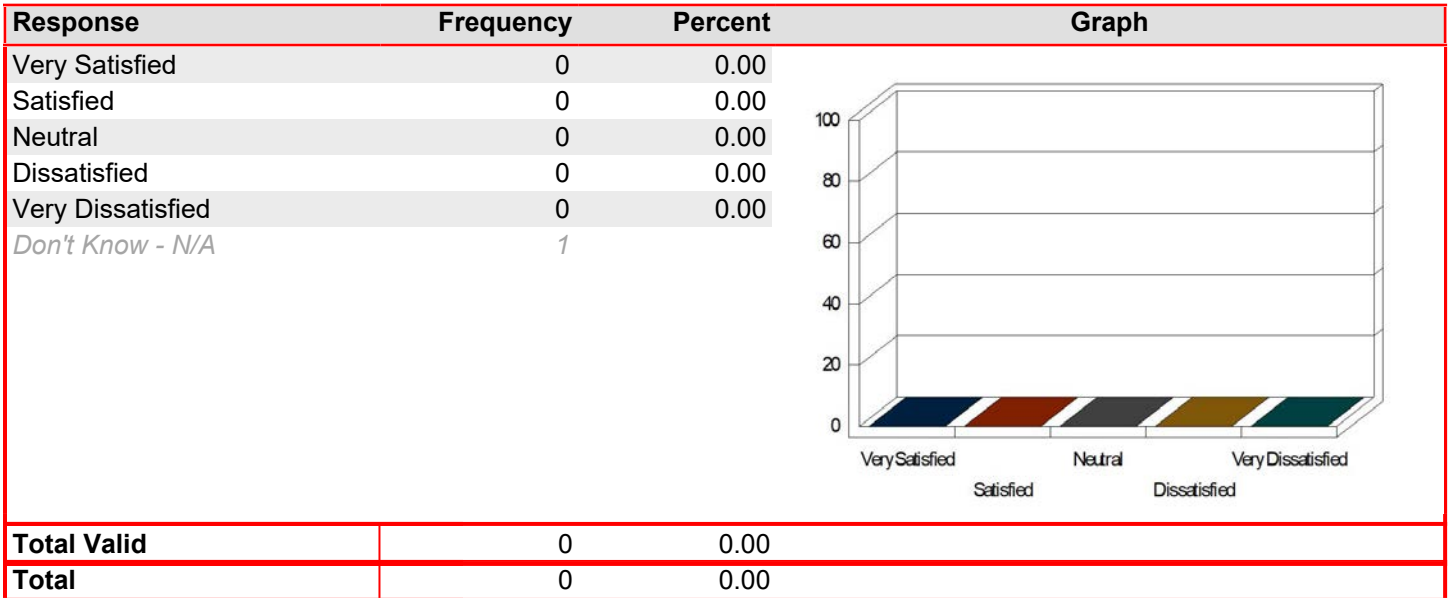 Response Frequency Percent Graph
Very Satisfied 0 0.00
Satisfied 0 0.00
Neutral 0 0.00
Dissatisfied 0 0.00
Very Dissatisfied 0 0.00
Don't Know - N/A 1
100
80
60
40
20
0
Very Satisfied Neutral Very Dissatisfied
Satisfied Dissatisfied
Total Valid 0 0.00
Total 0 0.00